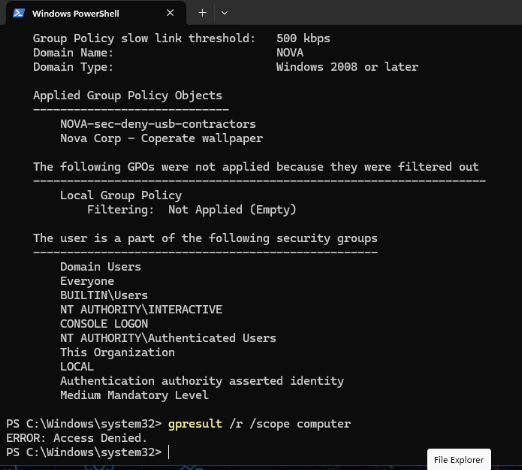 Windows PowerShell
Group Policy slow link threshold: 500 kbps
Domain Name: NOVA
Domain Type: Windows 2008 or later
Applied Group Policy Objects
-----------------------------
NOVA-sec-deny-usb-contractors
Nova Corp - Coperate wallpaper
The following GPOs were not applied because they were filtered out
-------------------------------------------------------------------
Local Group Policy
Filtering: Not Applied (Empty)
The user is a part of the following security groups
---------------------------------------------------
Domain Users
Everyone
BUILTIN\Users
NT AUTHORITY\INTERACTIVE
CONSOLE LOGON
NT AUTHORITY\Authenticated Users
This Organization
LOCAL
Authentication authority asserted identity
Medium Mandatory Level
PS C:\Windows\system32> gpresult /r /scope computer
ERROR: Access Denied.
PS C:\Windows\system32>
File Explorer